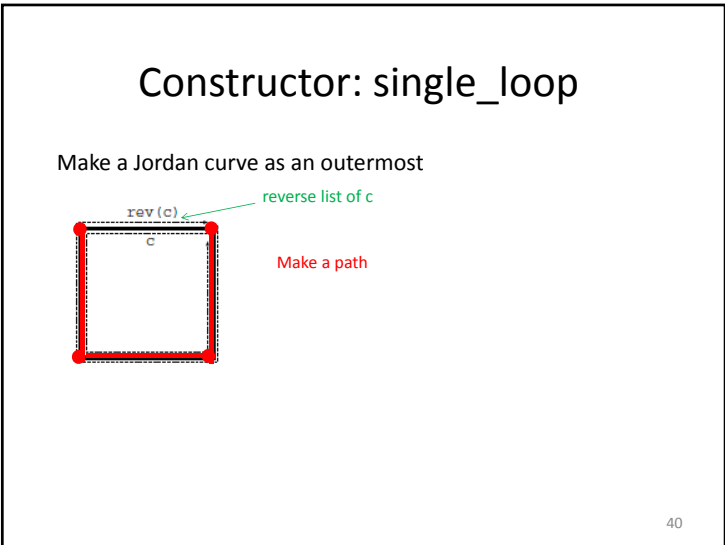 Constructor: single_loop
Make a Jordan curve as an outermost
reverse list of c
rev(c)
c
Make a path
40